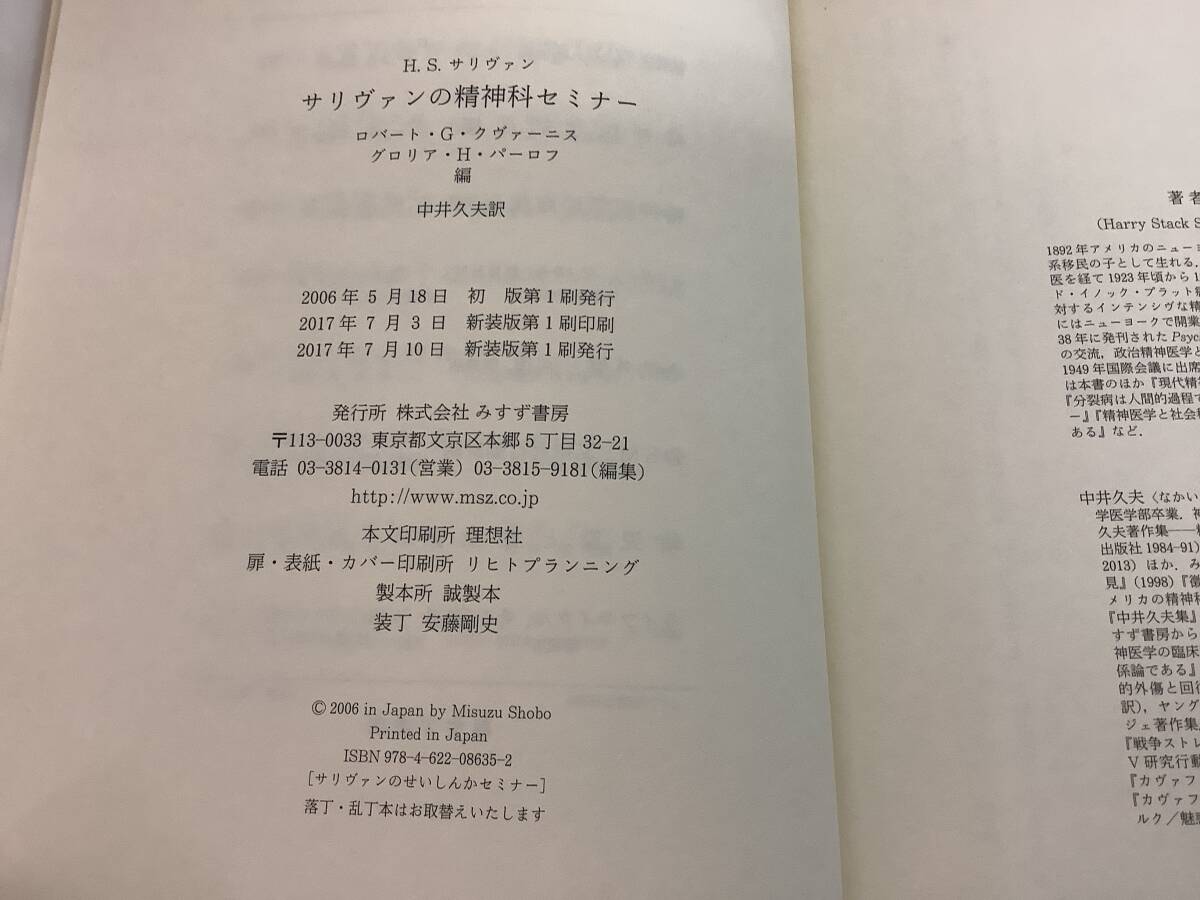 H. S. サリヴァン
サリヴァンの精神科セミナー
ロバート・G・クヴァーニス
グロリア・H・パーロフ
編
中井久夫訳
2006年 5 月18日 初 版第1刷発行
2017年 7 月 3 日 新装版第1刷印刷
2017年 7 月10日 新装版第1刷発行
発行所 株式会社 みすず書房
〒113-0033 東京都文京区本郷5丁目32-21
電話 03-3814-0131(営業) 03-3815-9181(編集)
http://www.msz.co.jp
本文印刷所 理想社
扉・表紙・カバー印刷所 リヒトプランニング
製本所 誠製本
装丁 安藤剛史
© 2006 in Japan by Misuzu Shobo
Printed in Japan
ISBN 978-4-622-08635-2
[サリヴァンのせいしんかセミナー]
落丁・乱丁本はお取替えいたします
著者
(Harry Stack S
1892年アメリカのニューヨ
系移民の子として生れる.
医を経て1923年頃から1
ド・イノック・プラット病
対するインテンシヴな精
にはニューヨークで開業
38年に発刊された Psyc
の交流, 政治精神医学と
1949年国際会議に出席
は本書のほか『現代精神
『分裂病は人間的過程で
ー』『精神医学と社会科
ある』など.
中井久夫〈なかい
学医学部卒業. 神
久夫著作集──精
出版社 1984-91)
2013) ほか. み
見』(1998)『徴
メリカの精神科
『中井久夫集』
すず書房から
神医学の臨床
係論である』
的外傷と回復
訳), ヤング
ジェ著作集
『戦争ストレ
V 研究行動
『カヴァフ
『カヴァフ
ルク／魅惑